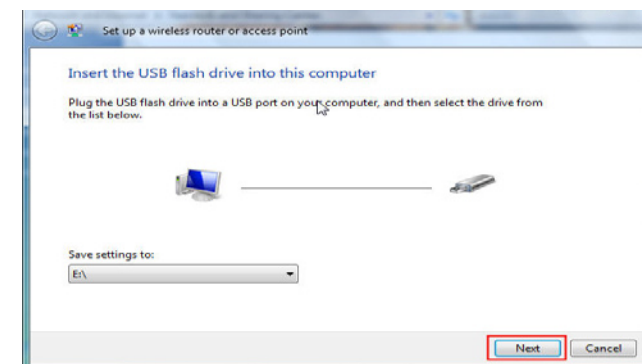 Set up a wireless router or access point
Insert the USB flash drive into this computer
Plug the USB flash drive into a USB port on your computer, and then select the drive from
the list below.
Save settings to:
E:\
Next
Cancel